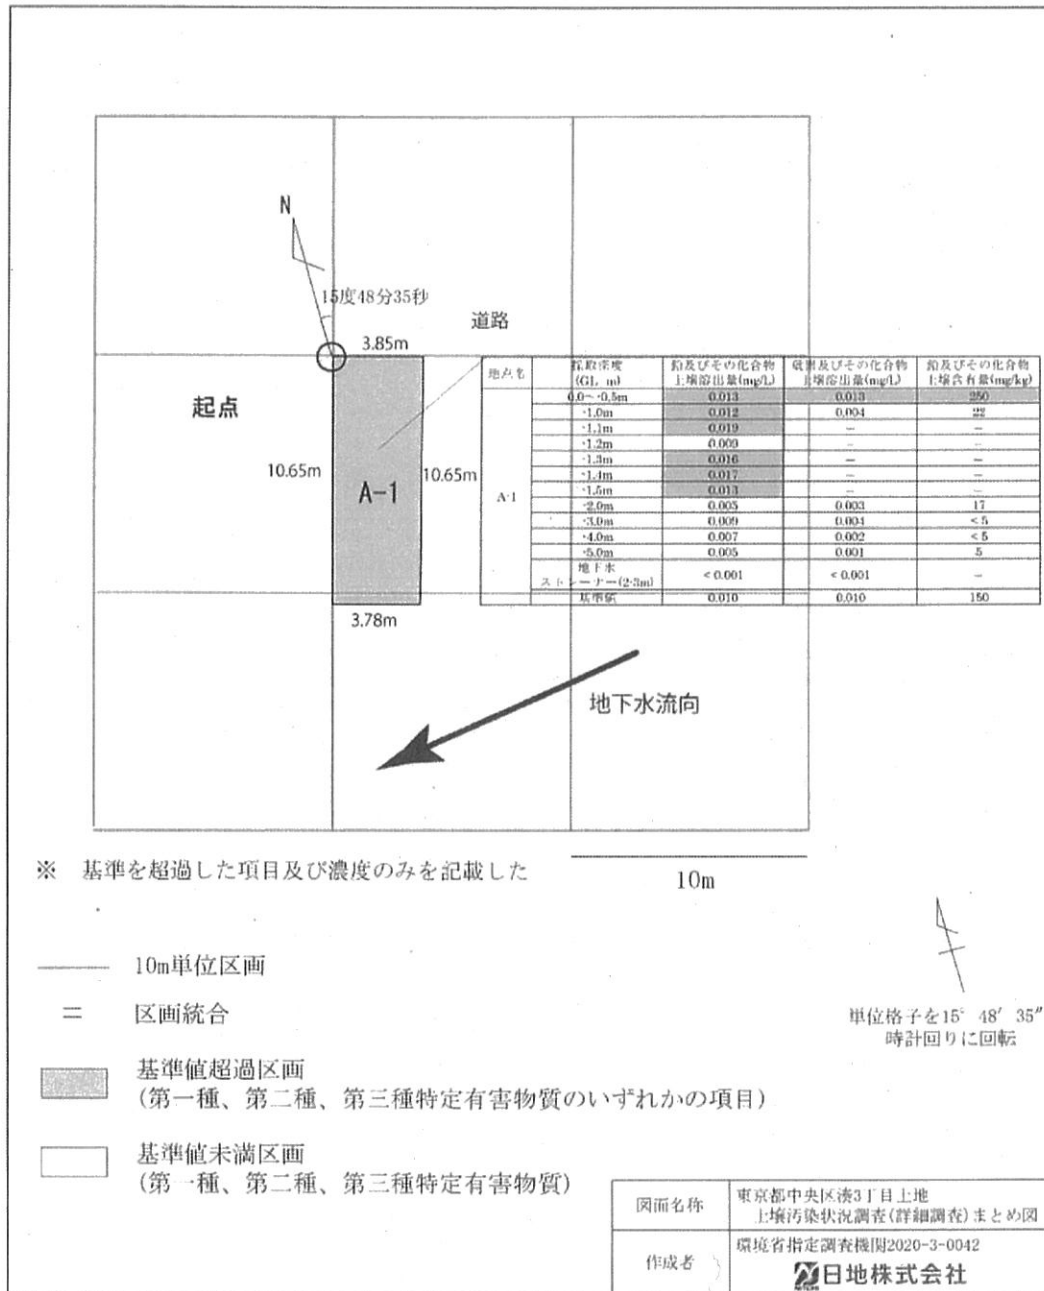 N
15度48分35秒
道路
3.85m
起点
10.65m
A-1
10.65m
3.78m
地点名 採取深度 (GL m) 鉛及びその化合物 土壌溶出量(mg/L) 砒素及びその化合物 土壌溶出量(mg/L) 鉛及びその化合物 土壌含有量(mg/kg)
A-1
0.0～-0.5m 0.013 0.013 250
-1.0m 0.012 0.004 22
-1.1m 0.019 － －
-1.2m 0.009 － －
-1.3m 0.016 － －
-1.4m 0.017 － －
-1.5m 0.013 － －
-2.0m 0.005 0.003 17
-3.0m 0.009 0.004 <5
-4.0m 0.007 0.002 <5
-5.0m 0.005 0.001 5
地下水
ストレーナー(2-3m) <0.001 <0.001 －
基準値 0.010 0.010 150
地下水流向
※ 基準を超過した項目及び濃度のみを記載した
10m
10m単位区画
区画統合
単位格子を15° 48′ 35″
時計回りに回転
基準値超過区画
(第一種、第二種、第三種特定有害物質のいずれかの項目)
基準値未満区画
(第一種、第二種、第三種特定有害物質)
図面名称
東京都中央区湊3丁目土地
土壌汚染状況調査(詳細調査)まとめ図
作成者
環境省指定調査機関2020-3-0042
日地株式会社